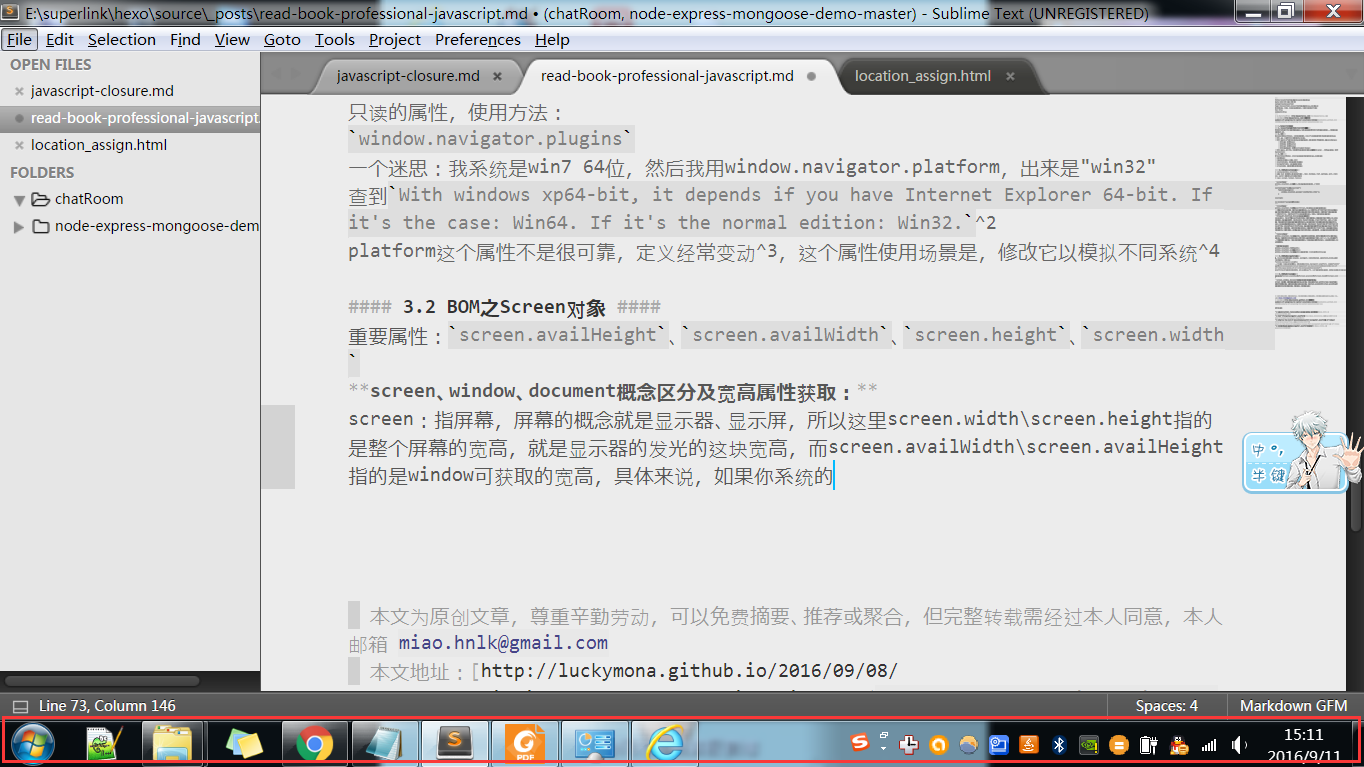 E:\superlink\hexo\source\_posts\read-book-professional-javascript.md • (chatRoom, node-express-mongoose-demo-master) - Sublime Text (UNREGISTERED)
File Edit Selection Find View Goto Tools Project Preferences Help
OPEN FILES
javascript-closure.md
read-book-professional-javascript.
location_assign.html
FOLDERS
chatRoom
node-express-mongoose-dem
javascript-closure.md
read-book-professional-javascript.md
location_assign.html
只读的属性，使用方法：
`window.navigator.plugins`
一个迷思：我系统是win7 64位，然后我用window.navigator.platform，出来是"win32"
查到`With windows xp64-bit, it depends if you have Internet Explorer 64-bit. If
it's the case: Win64. If it's the normal edition: Win32.`^2
platform这个属性不是很可靠，定义经常变动^3，这个属性使用场景是，修改它以模拟不同系统^4
#### 3.2 BOM之Screen对象 ####
重要属性：`screen.availHeight`、`screen.availWidth`、`screen.height`、`screen.width
`
**screen、window、document概念区分及宽高属性获取：**
screen：指屏幕，屏幕的概念就是显示器、显示屏，所以这里screen.width\screen.height指的
是整个屏幕的宽高，就是显示器的发光的这块宽高，而screen.availWidth\screen.availHeight
指的是window可获取的宽高，具体来说，如果你系统的
中 °,
半 键
本文为原创文章，尊重辛勤劳动，可以免费摘要、推荐或聚合，但完整转载需经过本人同意，本人
邮箱 miao.hnlk@gmail.com
本文地址：[http://luckymona.github.io/2016/09/08/
Line 73, Column 146
Spaces: 4
Markdown GFM
PDF
15:11
2016/9/11